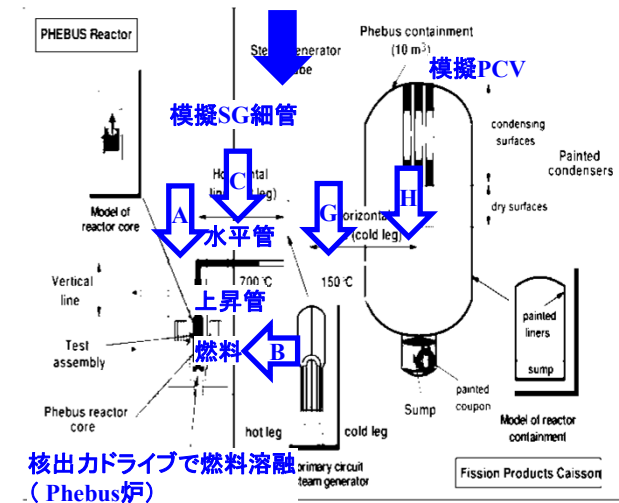 PHEBUS Reactor
Phebus containment
(10 m³)
模擬PCV
模擬SG細管
condensing
surfaces
Painted
condensers
dry surfaces
C
A
G
H
(cold leg)
Model of
reactor core
水平管
Vertical
line
700 °C
150 °C
上昇管
painted
liners
sump
Test
assembly
燃料
B
painted
coupon
Phebus reactor
core
Sump
Model of reactor
containment
hot leg
cold leg
核出力ドライブで燃料溶融
( Phebus炉)
primary circuit
steam generator
Fission Products Caisson